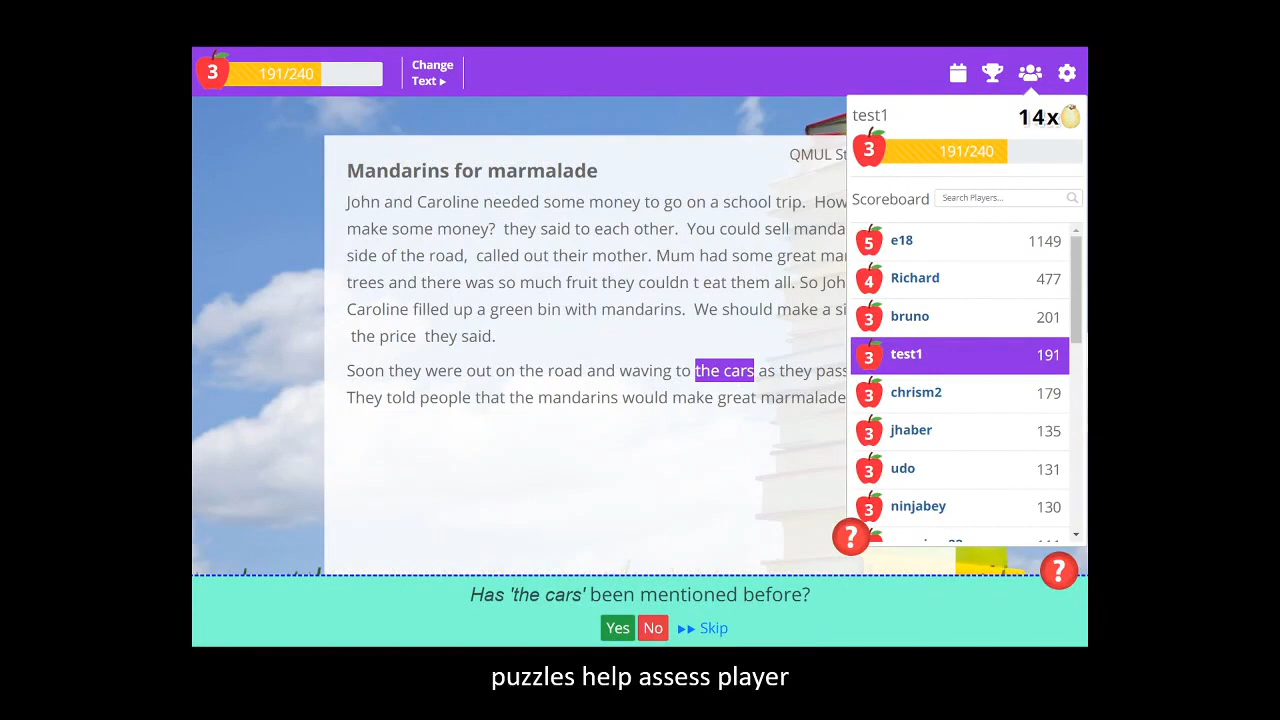 3
191/240
Change
Text ▸
test1
14x
3
191/240
QMUL St
Mandarins for marmalade
John and Caroline needed some money to go on a school trip. How
make some money? they said to each other. You could sell manda
side of the road, called out their mother. Mum had some great ma
trees and there was so much fruit they couldn t eat them all. So Joh
Caroline filled up a green bin with mandarins. We should make a si
the price they said.
Soon they were out on the road and waving to the cars as they pass
They told people that the mandarins would make great marmalade
Scoreboard
Search Players...
5 e18 1149
4 Richard 477
3 bruno 201
3 test1 191
3 chrism2 179
3 jhaber 135
3 udo 131
3 ninjabey 130
?
?
Has 'the cars' been mentioned before?
Yes No Skip
puzzles help assess player